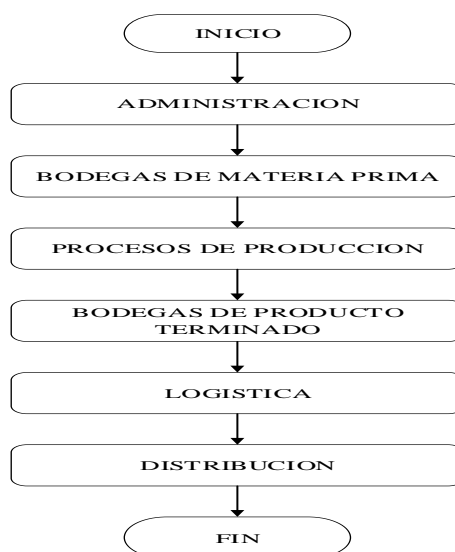 INICIO
ADMINISTRACION
BODEGAS DE MATERIA PRIMA
PROCESOS DE PRODUCCION
BODEGAS DE PRODUCTO
TERMINADO
LOGISTICA
DISTRIBUCION
FIN